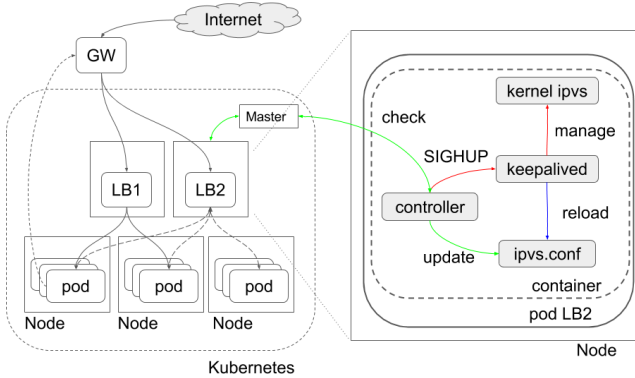 Internet
GW
Master
LB1
LB2
pod
pod
pod
Node
Node
Node
Kubernetes
kernel ipvs
check
manage
SIGHUP
keepalived
controller
reload
update
ipvs.conf
container
pod LB2
Node